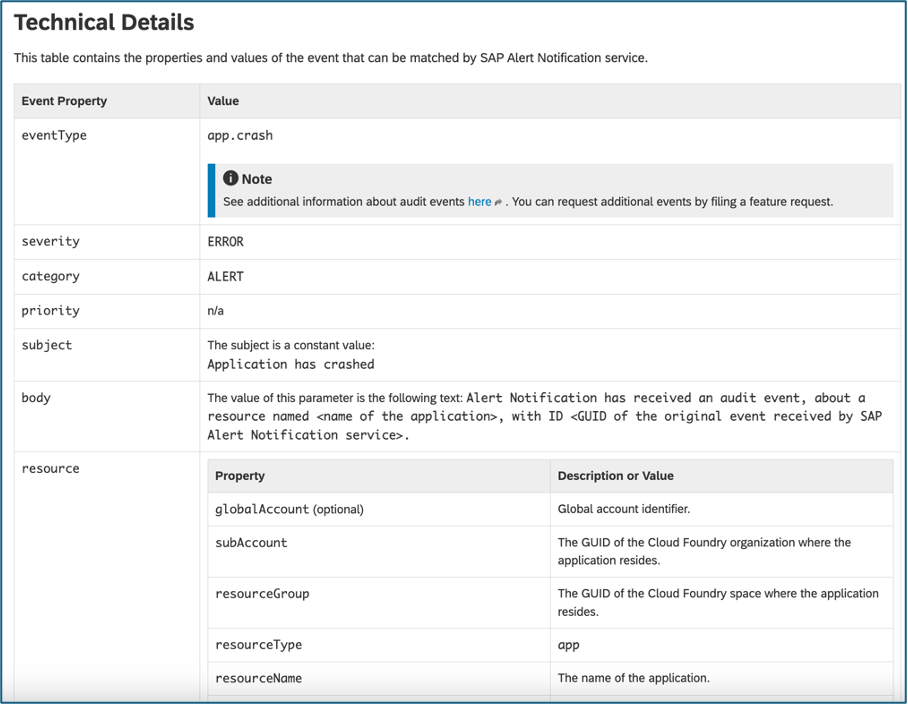 Technical Details
This table contains the properties and values of the event that can be matched by SAP Alert Notification service.
Event Property Value
eventType app.crash
Note
See additional information about audit events here . You can request additional events by filing a feature request.
severity ERROR
category ALERT
priority n/a
subject The subject is a constant value:
Application has crashed
body The value of this parameter is the following text: Alert Notification has received an audit event, about a
resource named <name of the application>, with ID <GUID of the original event received by SAP
Alert Notification service>.
resource
Property Description or Value
globalAccount (optional) Global account identifier.
subAccount The GUID of the Cloud Foundry organization where the
application resides.
resourceGroup The GUID of the Cloud Foundry space where the application
resides.
resourceType app
resourceName The name of the application.